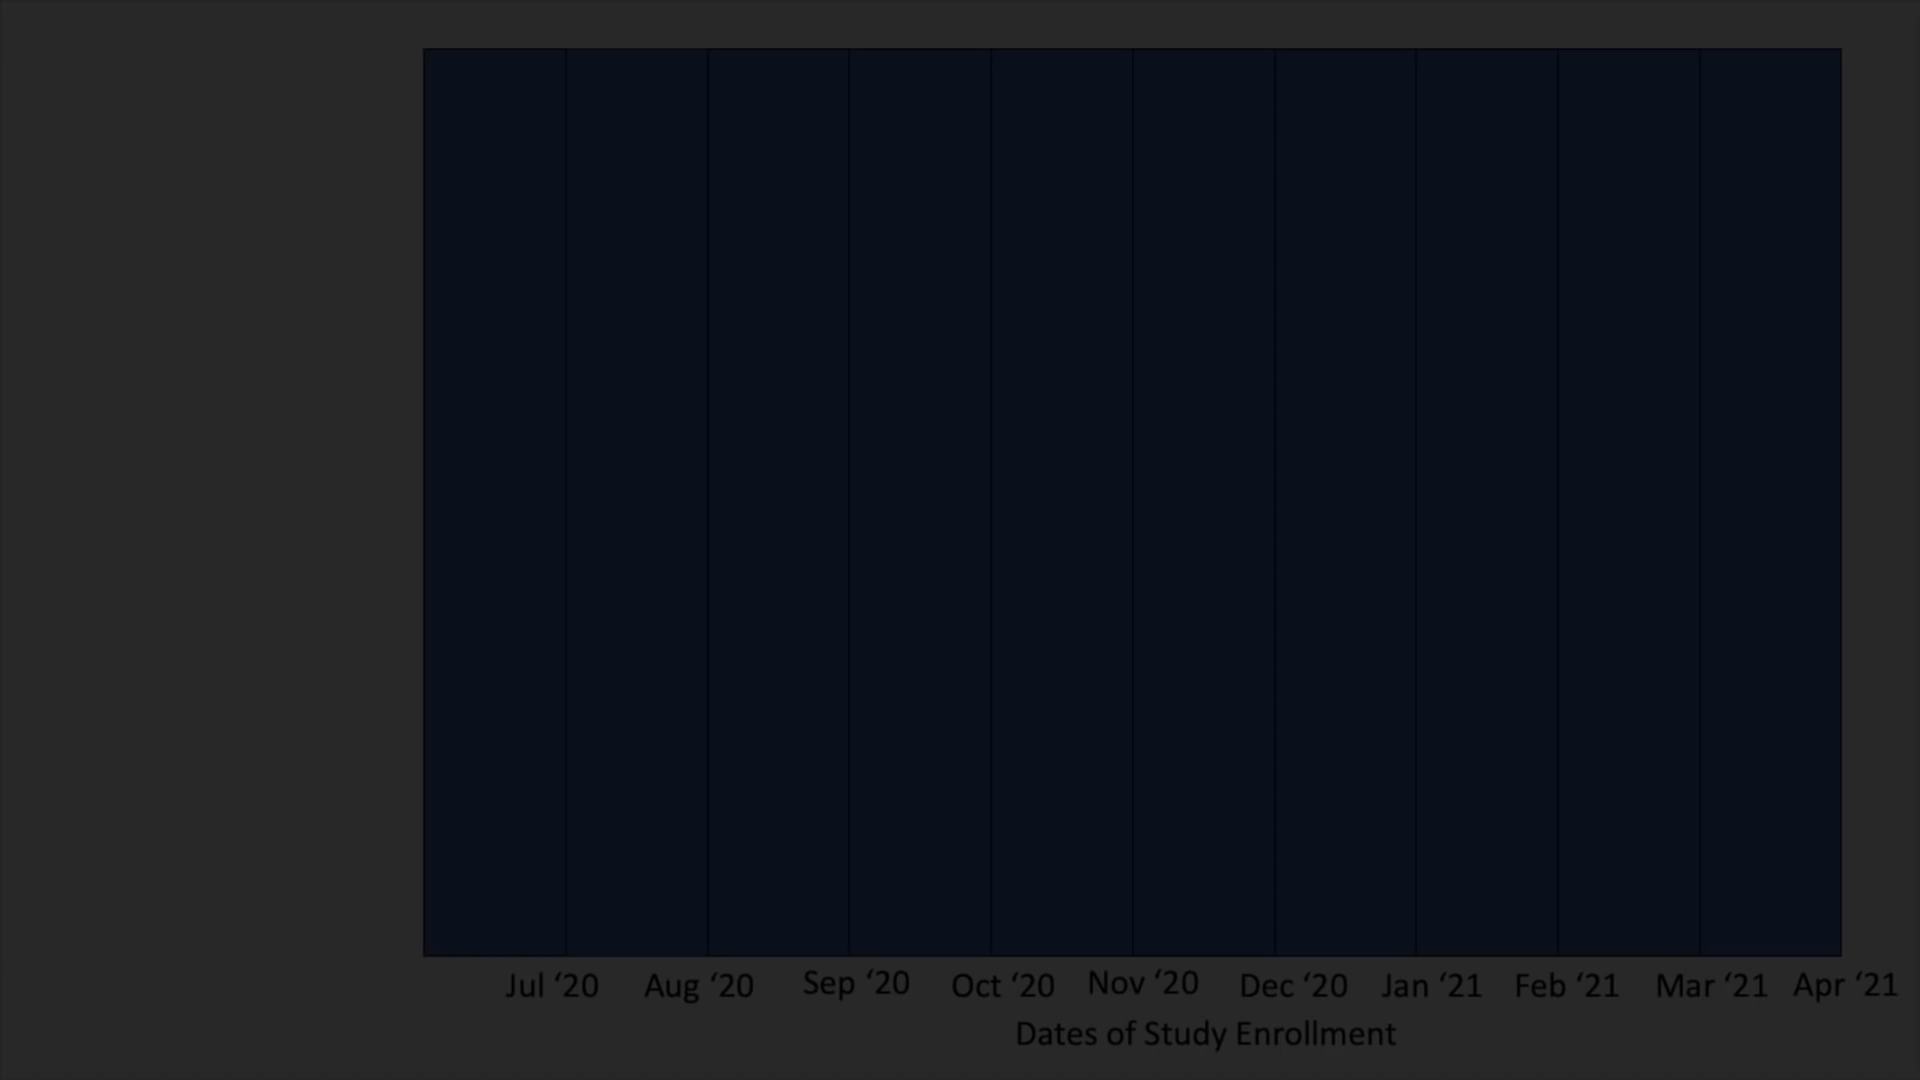 Jul ‘20 Aug ‘20 Sep ‘20 Oct ‘20 Nov ‘20 Dec ‘20 Jan ‘21 Feb ‘21 Mar ‘21 Apr ‘21
Dates of Study Enrollment